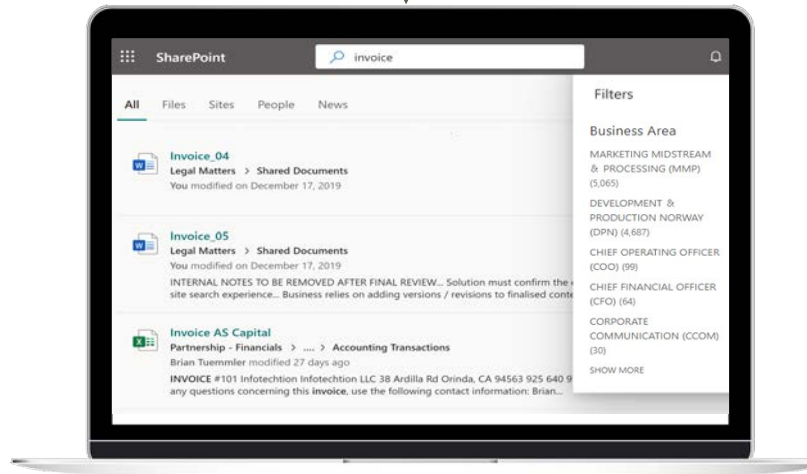 SharePoint
invoice
All Files Sites People News
Invoice_04
Legal Matters > Shared Documents
You modified on December 17, 2019
Invoice_05
Legal Matters > Shared Documents
You modified on December 17, 2019
INTERNAL NOTES TO BE REMOVED AFTER FINAL REVIEW... Solution must confirm the
site search experience... Business relies on adding versions / revisions to finalised
Invoice AS Capital
Partnership - Financials > .... > Accounting Transactions
Brian Tuemmler modified 27 days ago
INVOICE #101 Infotechtion Infotechtion LLC 38 Ardilla Rd Orinda, CA 94563 925 640 9
any questions concerning this invoice, use the following contact information: Brian...
Filters
Business Area
MARKETING MIDSTREAM
& PROCESSING (MMP)
(5,065)
DEVELOPMENT &
PRODUCTION NORWAY
(DPN) (4,687)
CHIEF OPERATING OFFICER
(COO) (99)
CHIEF FINANCIAL OFFICER
(CFO) (64)
CORPORATE
COMMUNICATION (CCOM)
(30)
SHOW MORE